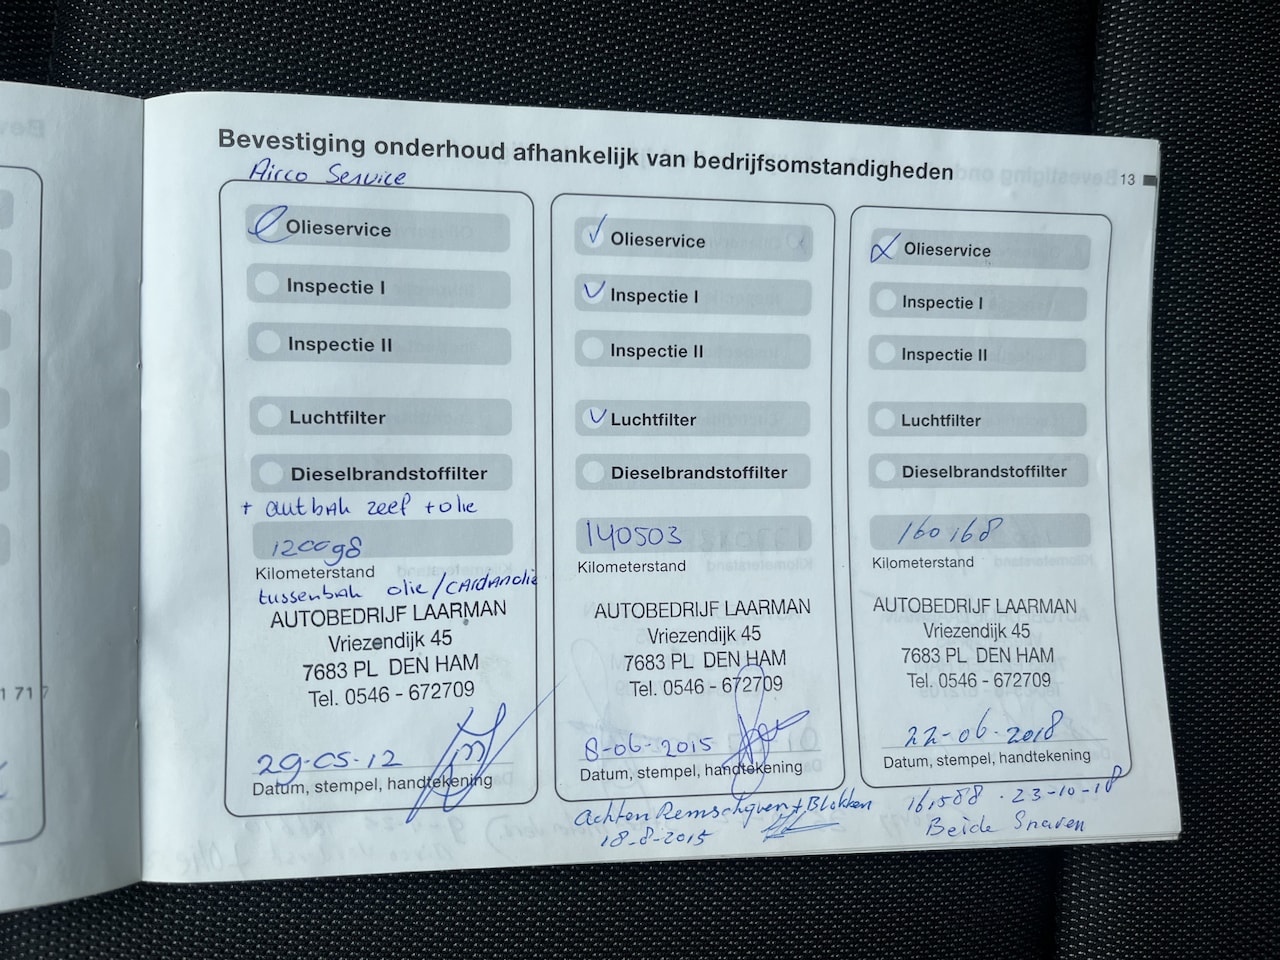 Bevestiging onderhoud afhankelijk van bedrijfsomstandigheden
13
Airco Service
Olieservice
Inspectie I
Inspectie II
Luchtfilter
Dieselbrandstoffilter
+ autbak zeef + olie
120098
Kilometerstand
tussenbak olie/CARDANolie
AUTOBEDRIJF LAARMAN
Vriezendijk 45
7683 PL DEN HAM
Tel. 0546 - 672709
29-05-12
Datum, stempel, handtekening
Olieservice
Inspectie I
Inspectie II
Luchtfilter
Dieselbrandstoffilter
140503
Kilometerstand
AUTOBEDRIJF LAARMAN
Vriezendijk 45
7683 PL DEN HAM
Tel. 0546 - 672709
8-06-2015
Datum, stempel, handtekening
Achten Remschijven + Blokken
18-8-2015
Olieservice
Inspectie I
Inspectie II
Luchtfilter
Dieselbrandstoffilter
160168
Kilometerstand
AUTOBEDRIJF LAARMAN
Vriezendijk 45
7683 PL DEN HAM
Tel. 0546 - 672709
22-06-2018
Datum, stempel, handtekening
161588 . 23-10-18
Beide Snaren